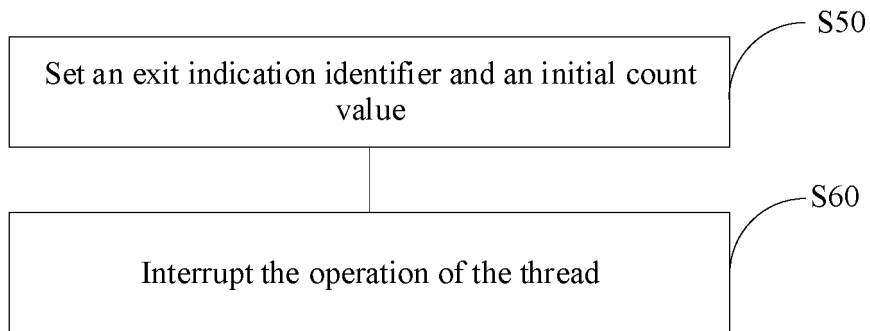 S50
Set an exit indication identifier and an initial count
value
S60
Interrupt the operation of the thread